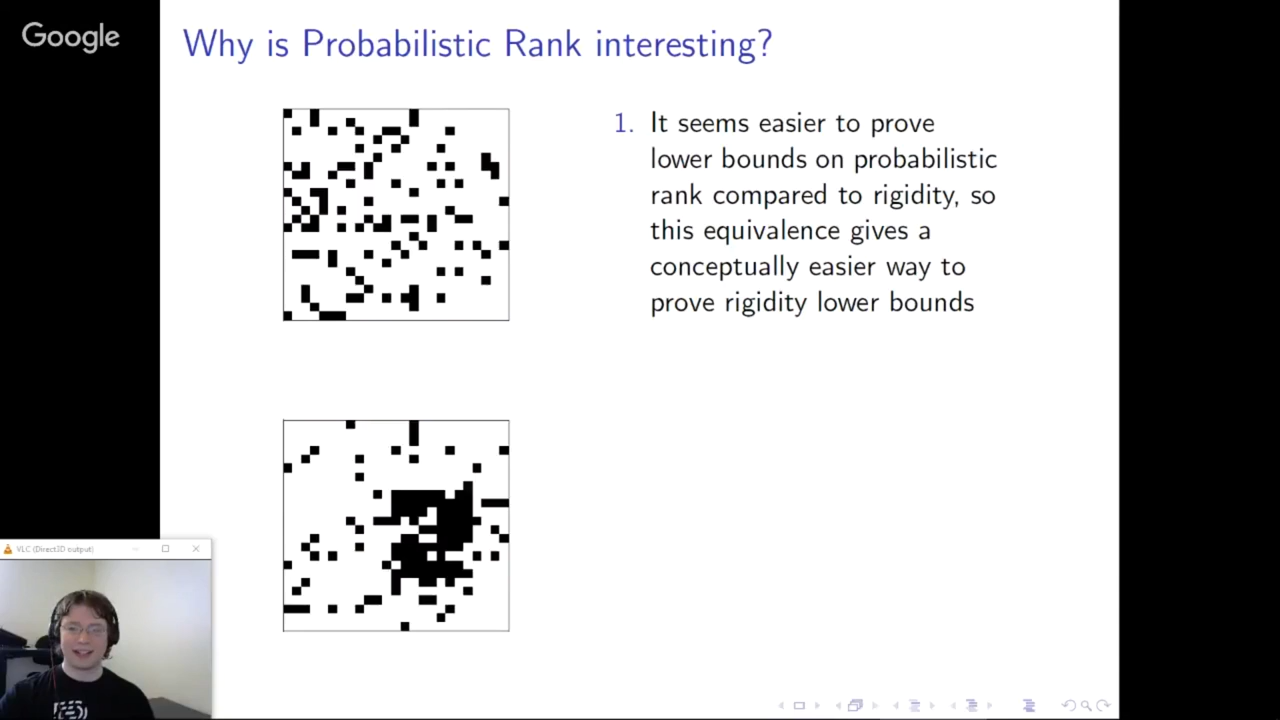 Google
Why is Probabilistic Rank interesting?
1. It seems easier to prove
lower bounds on probabilistic
rank compared to rigidity, so
this equivalence gives a
conceptually easier way to
prove rigidity lower bounds
VLC (Direct3D output)